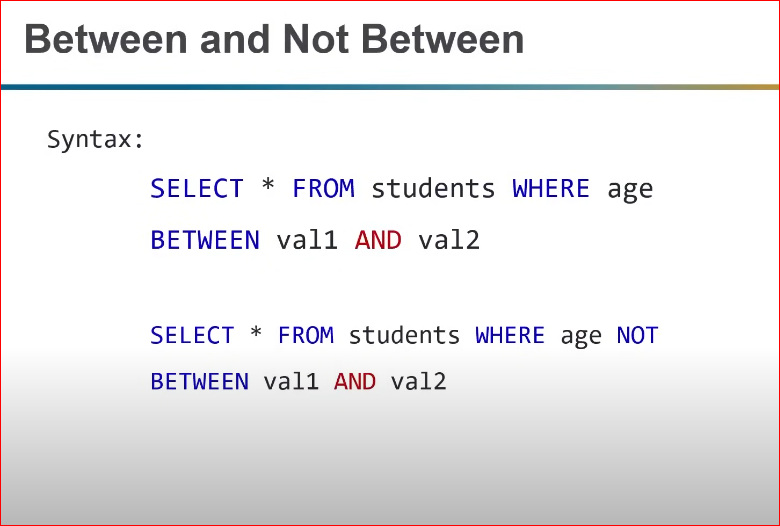 Between and Not Between
Syntax:
SELECT * FROM students WHERE age
BETWEEN val1 AND val2
SELECT * FROM students WHERE age NOT
BETWEEN val1 AND val2